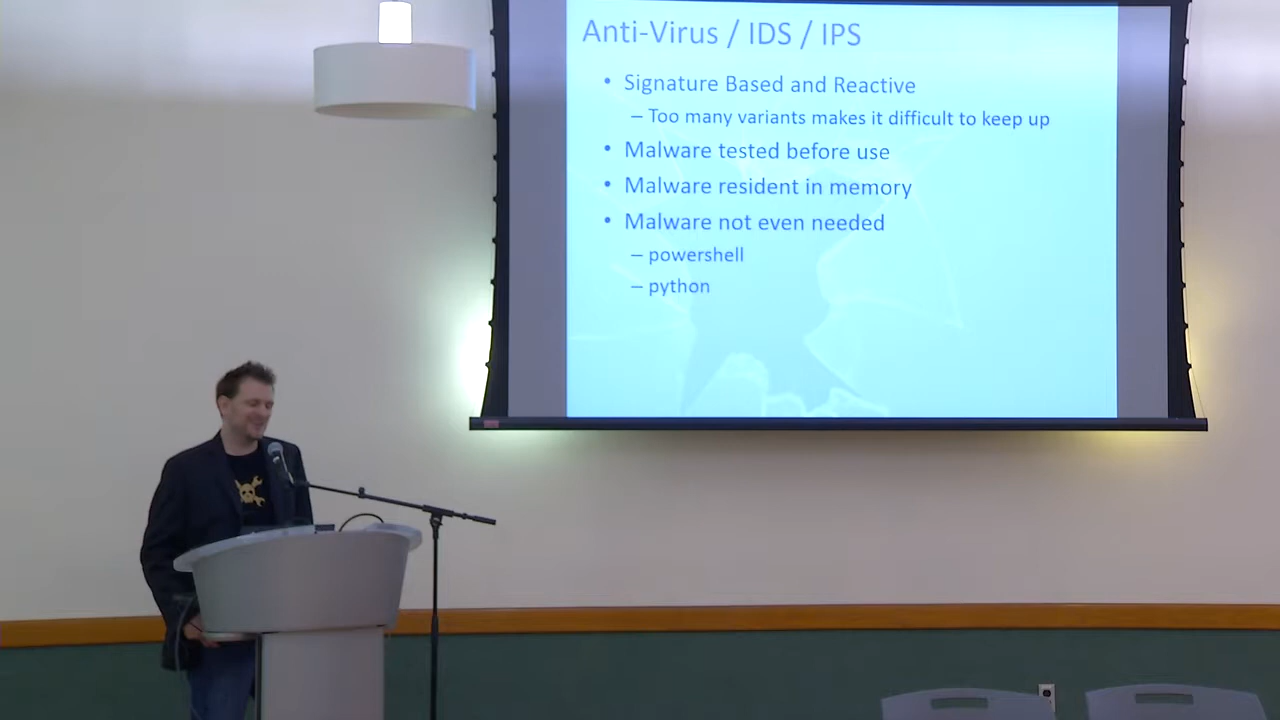 Anti-Virus / IDS / IPS
• Signature Based and Reactive
– Too many variants makes it difficult to keep up
• Malware tested before use
• Malware resident in memory
• Malware not even needed
– powershell
– python